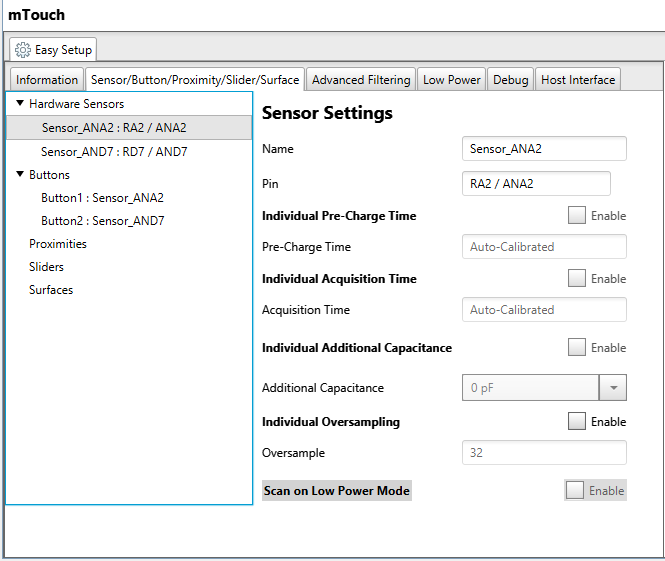 mTouch
Easy Setup
Information Sensor/Button/Proximity/Slider/Surface Advanced Filtering Low Power Debug Host Interface
Hardware Sensors
Sensor_ANA2 : RA2 / ANA2
Sensor_AND7 : RD7 / AND7
Buttons
Button1 : Sensor_ANA2
Button2 : Sensor_AND7
Proximities
Sliders
Surfaces
Sensor Settings
Name Sensor_ANA2
Pin RA2 / ANA2
Individual Pre-Charge Time Enable
Pre-Charge Time Auto-Calibrated
Individual Acquisition Time Enable
Acquisition Time Auto-Calibrated
Individual Additional Capacitance Enable
Additional Capacitance 0 pF
Individual Oversampling Enable
Oversample 32
Scan on Low Power Mode Enable